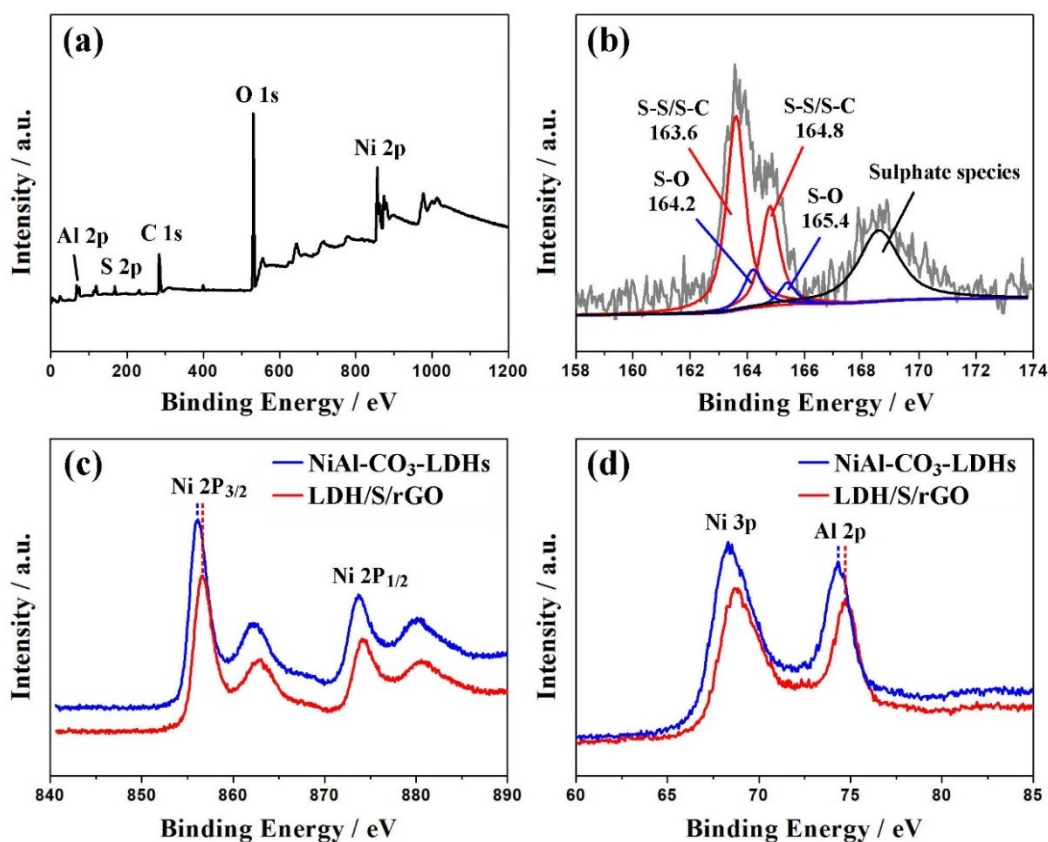 (a)
O 1s
Ni 2p
Al 2p
C 1s
S 2p
Intensity / a.u.
0 200 400 600 800 1000 1200
Binding Energy / eV
(b)
S-S/S-C
163.6
S-S/S-C
164.8
S-O
164.2
S-O
165.4
Sulphate species
Intensity / a.u.
158 160 162 164 166 168 170 172 174
Binding Energy / eV
(c)
NiAl-CO₃-LDHs
LDH/S/rGO
Ni 2P₃/₂
Ni 2P₁/₂
Intensity / a.u.
840 850 860 870 880 890
Binding Energy / eV
(d)
NiAl-CO₃-LDHs
LDH/S/rGO
Ni 3p
Al 2p
Intensity / a.u.
60 65 70 75 80 85
Binding Energy / eV